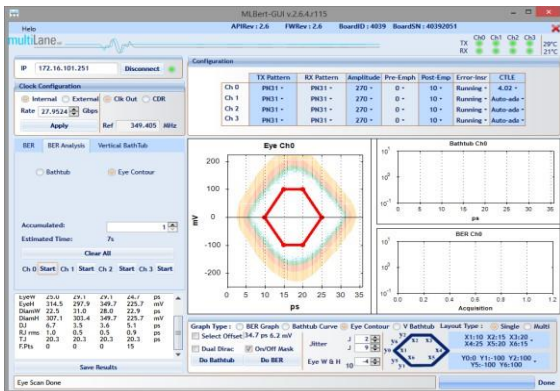 MLBert-GUI v.2.6.4.r115
Help
APIRev : 2.6 FWRev : 2.6 BoardID : 4039 BoardSN : 40392051
multiLane
Ch0 Ch1 Ch2 Ch3
TX 29°C
RX 21°C
IP 172.16.101.251 Disconnect
Configuration
Clock Configuration
Internal External Clk Out CDR
Rate 27.9524 Gbps
Apply Ref 349.405 MHz
TX Pattern RX Pattern Amplitude Pre-Emph Post-Emp Error-Insr CTLE
Ch 0 PN31 PN31 270 0 10 Running 4.02
Ch 1 PN31 PN31 270 0 10 Running Auto-ada
Ch 2 PN31 PN31 270 0 10 Running Auto-ada
Ch 3 PN31 PN31 270 0 10 Running Auto-ada
BER BER Analysis Vertical BathTub
Bathtub Eye Contour
Accumulated: 1
Estimated Time: 7s
Clear All
Ch 0 Start Ch 1 Start Ch 2 Start Ch 3 Start
EyeW 25.0 29.1 29.1 24.7 ps
EyeH 314.5 297.9 349.7 225.7 mV
DiamW 22.5 31.0 28.0 22.9 ps
DiamH 307.1 303.4 349.7 225.7 mV
DJ 6.7 3.5 3.6 5.1 ps
RJ rms 1.0 0.5 0.5 0.9 ps
TJ 20.3 20.3 20.3 20.3 ps
F.Pts 0 0 0 15
Save Results
Eye Scan Done
Eye Ch0
200
100
0
-100
-200
mV
0 5 10 15 20 25 30 35
ps
Bathtub Ch0
10¹
0 5 10 15 20 25 30 35
ps
BER Ch0
10¹
0.0 0.2 0.4 0.6 0.8 1.0 1.2
Acquisition
Graph Type : BER Graph Bathtub Curve Eye Contour V Bathtub Layout Type : Single Multi
Select Offset 34.7 ps 6.2 mV
Dual Dirac On/Off Mask
Do Bathtub Do BER
Jitter J 2
J 9
Eye W & H 10 -4
X1:10 X2:15 X3:20
X4:25 X5:20 X6:15
Y0:0 Y1:-100 Y2:100
Y5:-100 Y6:100
Done